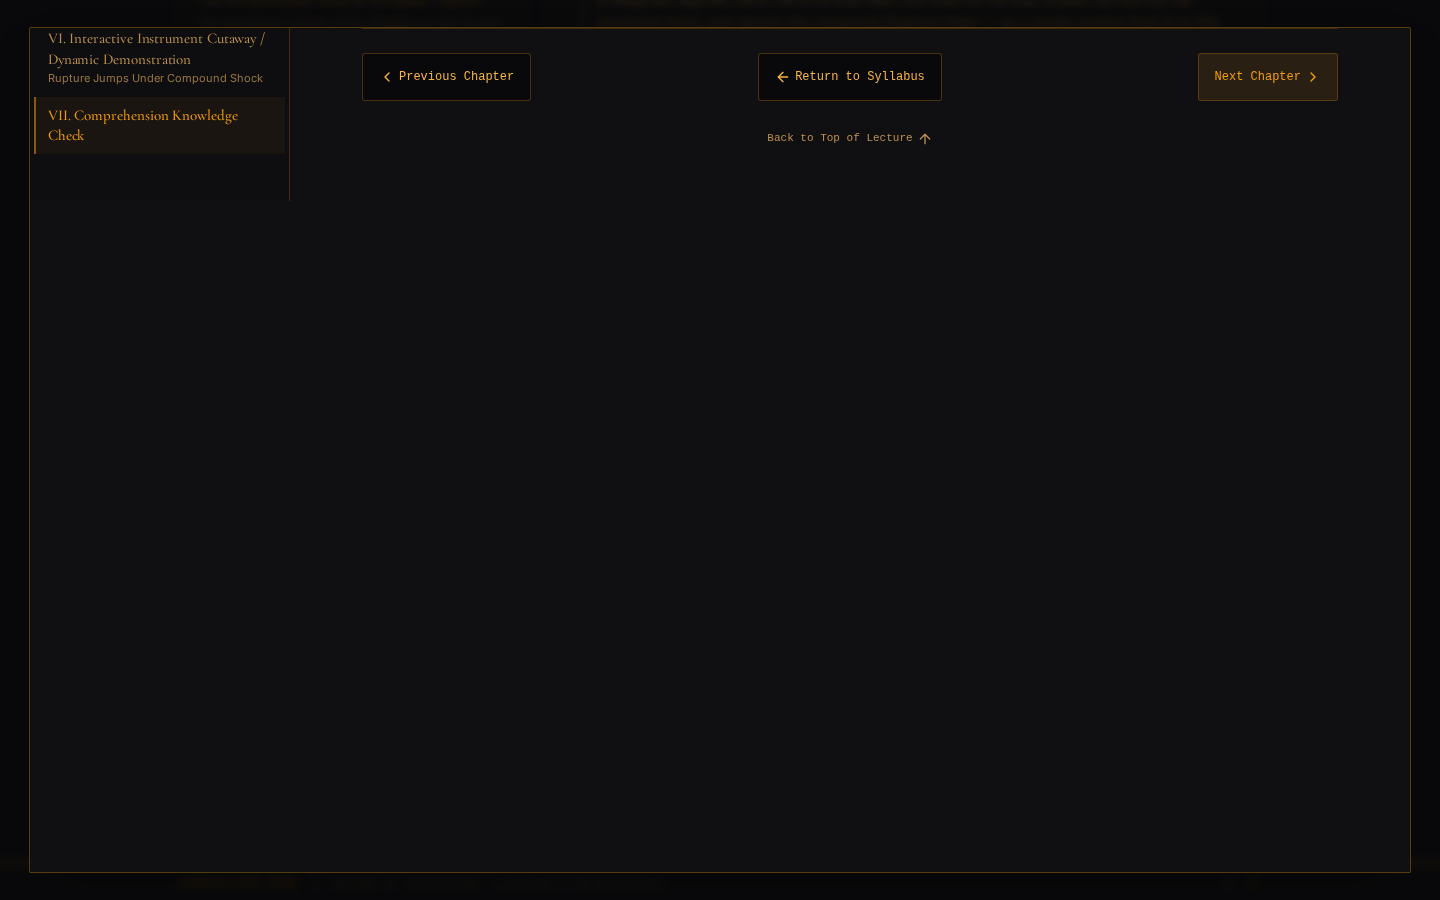 VI. Interactive Instrument Cutaway /
Dynamic Demonstration
Rupture Jumps Under Compound Shock
VII. Comprehension Knowledge
Check
Previous Chapter
Return to Syllabus
Next Chapter
Back to Top of Lecture